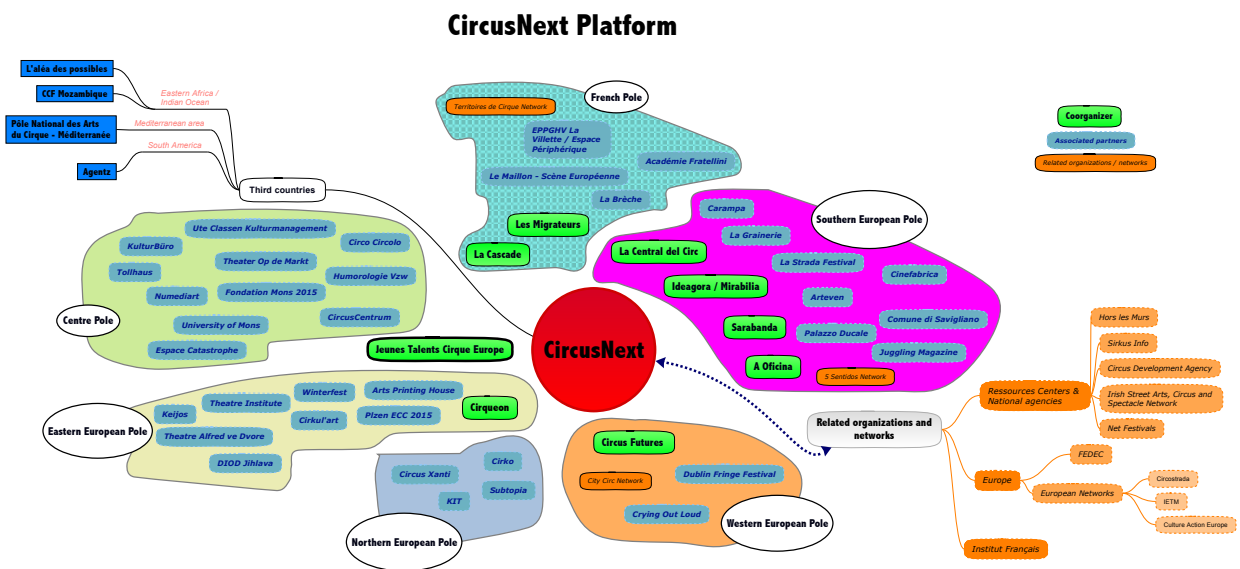 CircusNext Platform
L'aléa des possibles
CCF Mozambique
Pôle National des Arts
du Cirque - Méditerranée
Agentz
Eastern Africa /
Indian Ocean
Mediterranean area
South America
Third countries
French Pole
Territoires de Cirque Network
EPPGHV La
Villette / Espace
Périphérique
Académie Fratellini
Le Maillon - Scène Européenne
La Brèche
Les Migrateurs
La Cascade
Coorganizer
Associated partners
Related organizations / networks
Southern European Pole
Carampa
La Grainerie
La Central del Circ
La Strada Festival
Cinefabrica
Ideagora / Mirabilia
Arteven
Sarabanda
Palazzo Ducale
Comune di Savigliano
Juggling Magazine
A Oficina
5 Sentidos Network
Centre Pole
Ute Classen Kulturmanagement
KulturBüro
Circo Circolo
Tollhaus
Theater Op de Markt
Humorologie Vzw
Numediart
Fondation Mons 2015
University of Mons
CircusCentrum
Espace Catastrophe
Jeunes Talents Cirque Europe
CircusNext
Eastern European Pole
Keijos
Theatre Institute
Winterfest
Arts Printing House
Cirkul'art
Plzen ECC 2015
Cirqueon
Theatre Alfred ve Dvore
DIOD Jihlava
Northern European Pole
Circus Xanti
Cirko
KIT
Subtopia
Western European Pole
Circus Futures
City Circ Network
Dublin Fringe Festival
Crying Out Loud
Related organizations and
networks
Ressources Centers &
National agencies
Hors les Murs
Sirkus Info
Circus Development Agency
Irish Street Arts, Circus and
Spectacle Network
Net Festivals
Europe
FEDEC
European Networks
Circostrada
IETM
Culture Action Europe
Institut Français